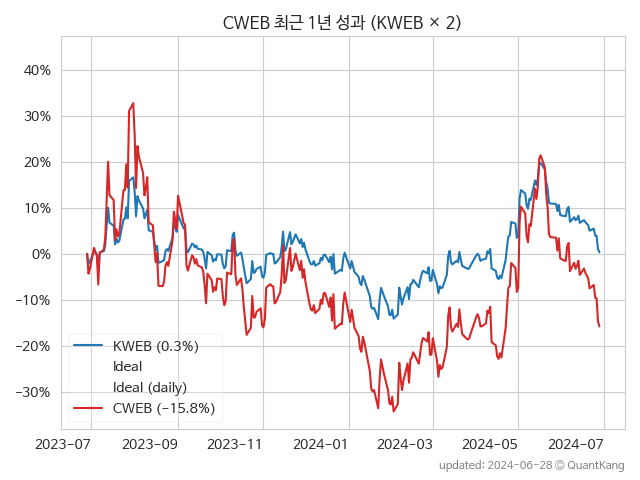 CWEB 최근 1년 성과 (KWEB × 2)
40%
30%
20%
10%
0%
−10%
−20%
−30%
KWEB (0.3%)
Ideal
Ideal (daily)
CWEB (−15.8%)
2023-07
2023-09
2023-11
2024-01
2024-03
2024-05
2024-07
updated: 2024-06-28 © QuantKang